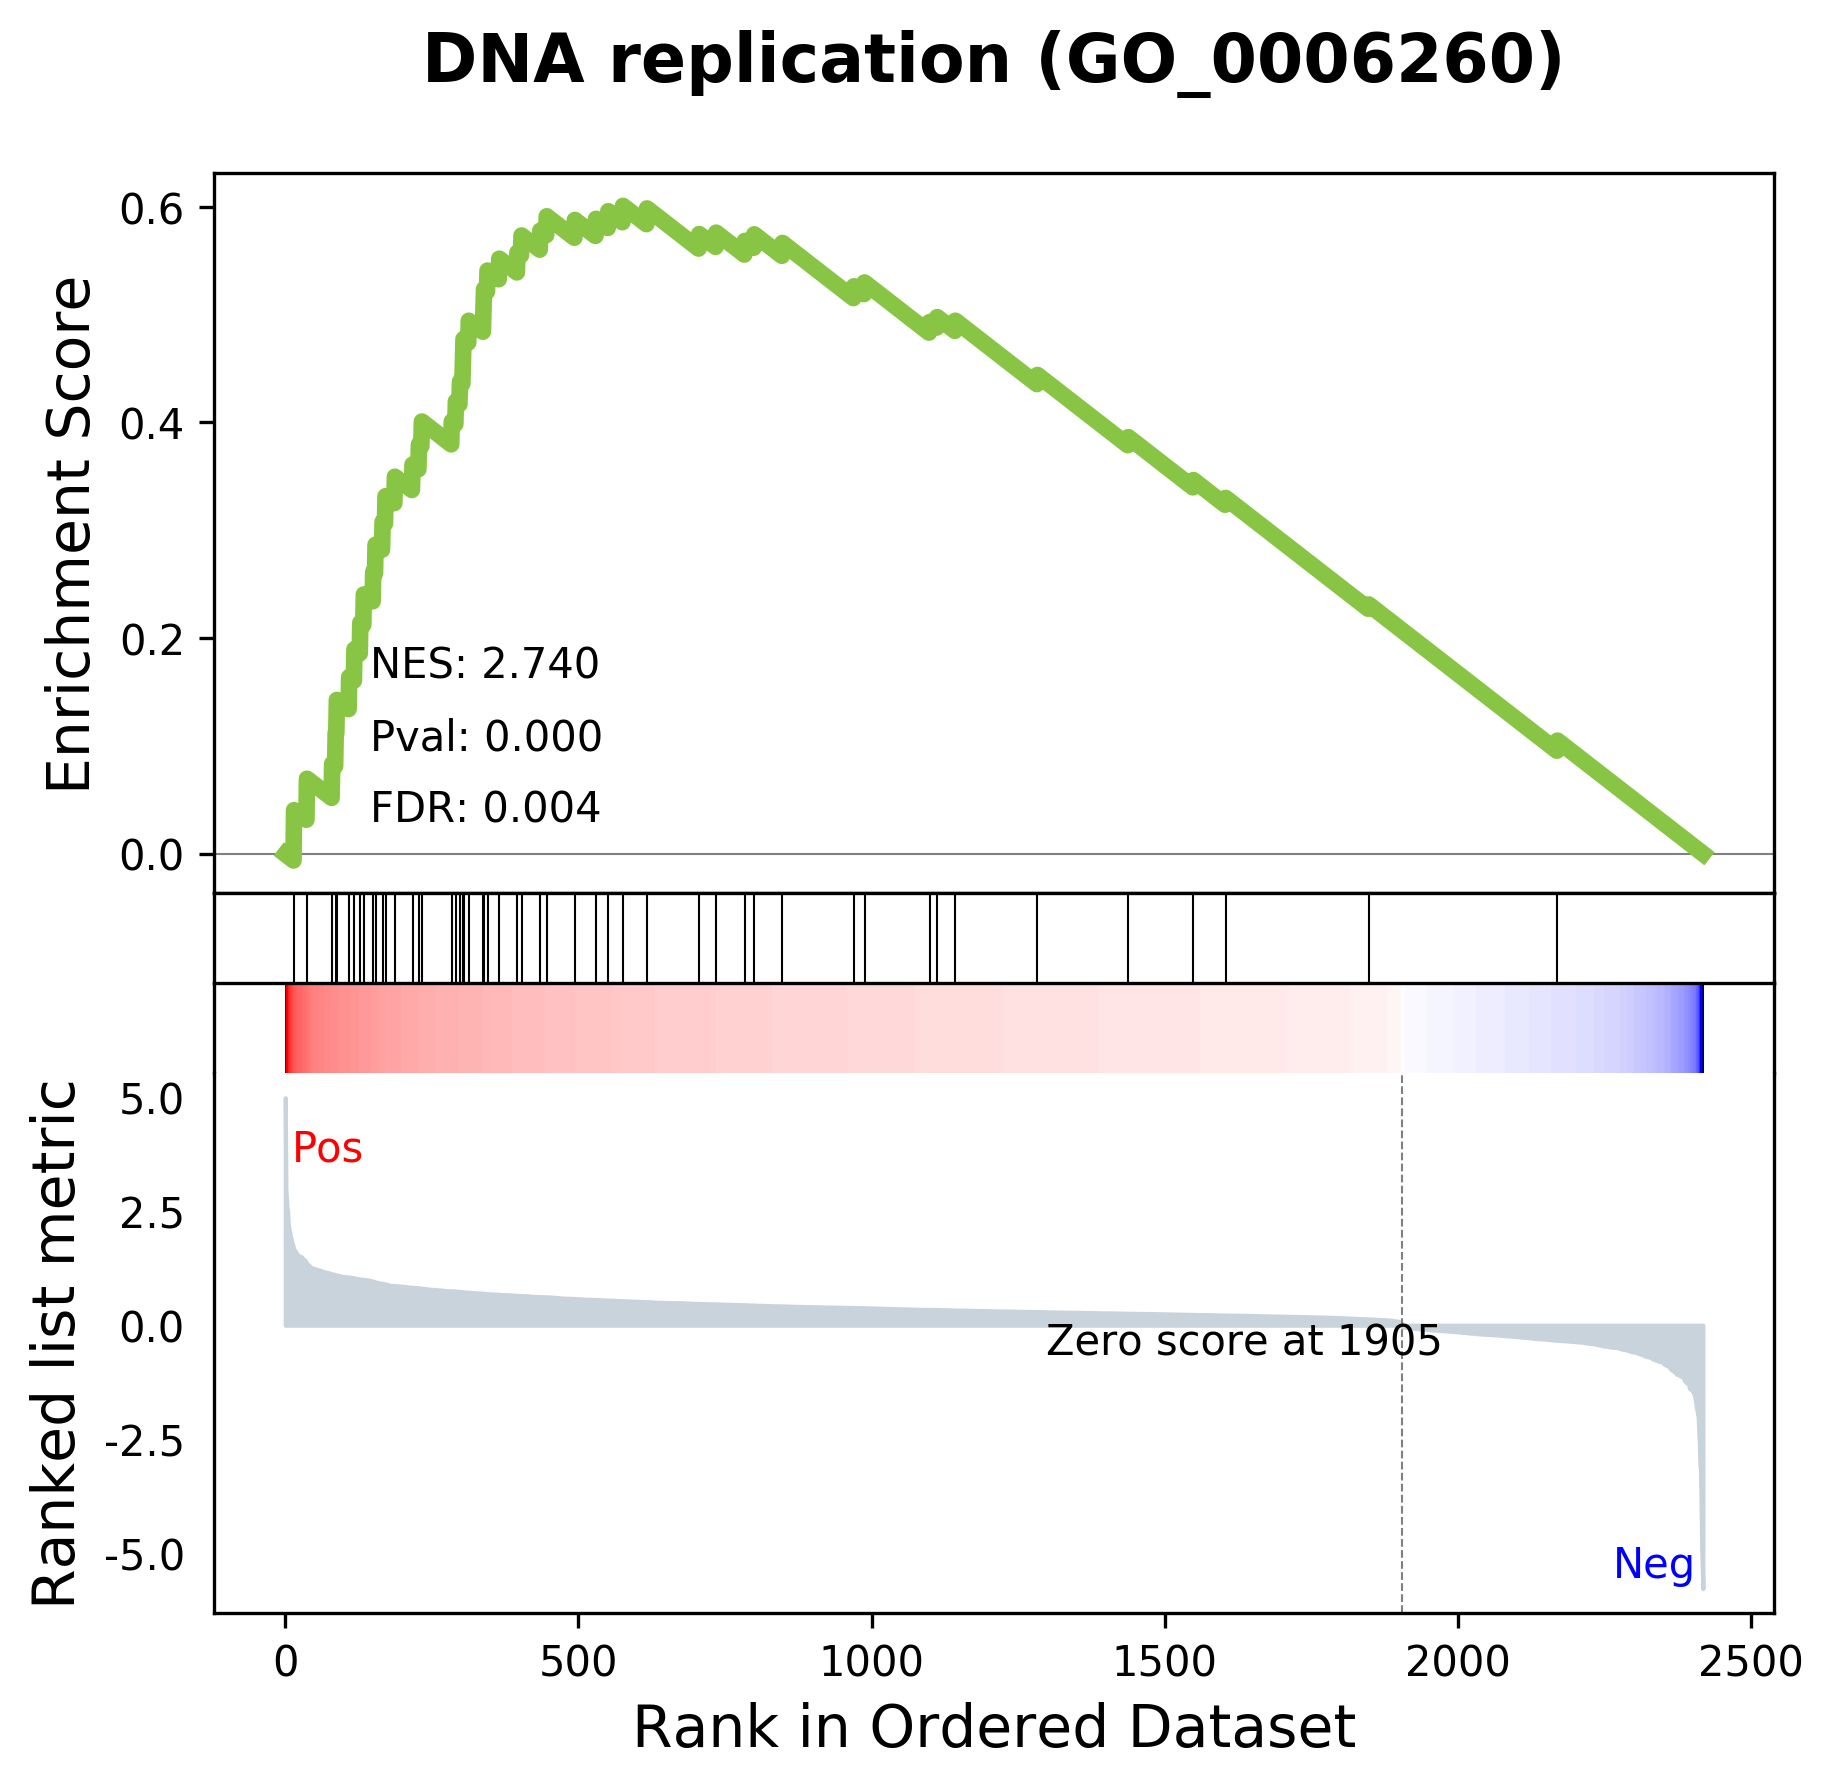 DNA replication (GO_0006260)
Enrichment Score
0.6
0.4
0.2
0.0
NES: 2.740
Pval: 0.000
FDR: 0.004
Ranked list metric
5.0
2.5
0.0
-2.5
-5.0
Pos
Zero score at 1905
Neg
0 500 1000 1500 2000 2500
Rank in Ordered Dataset